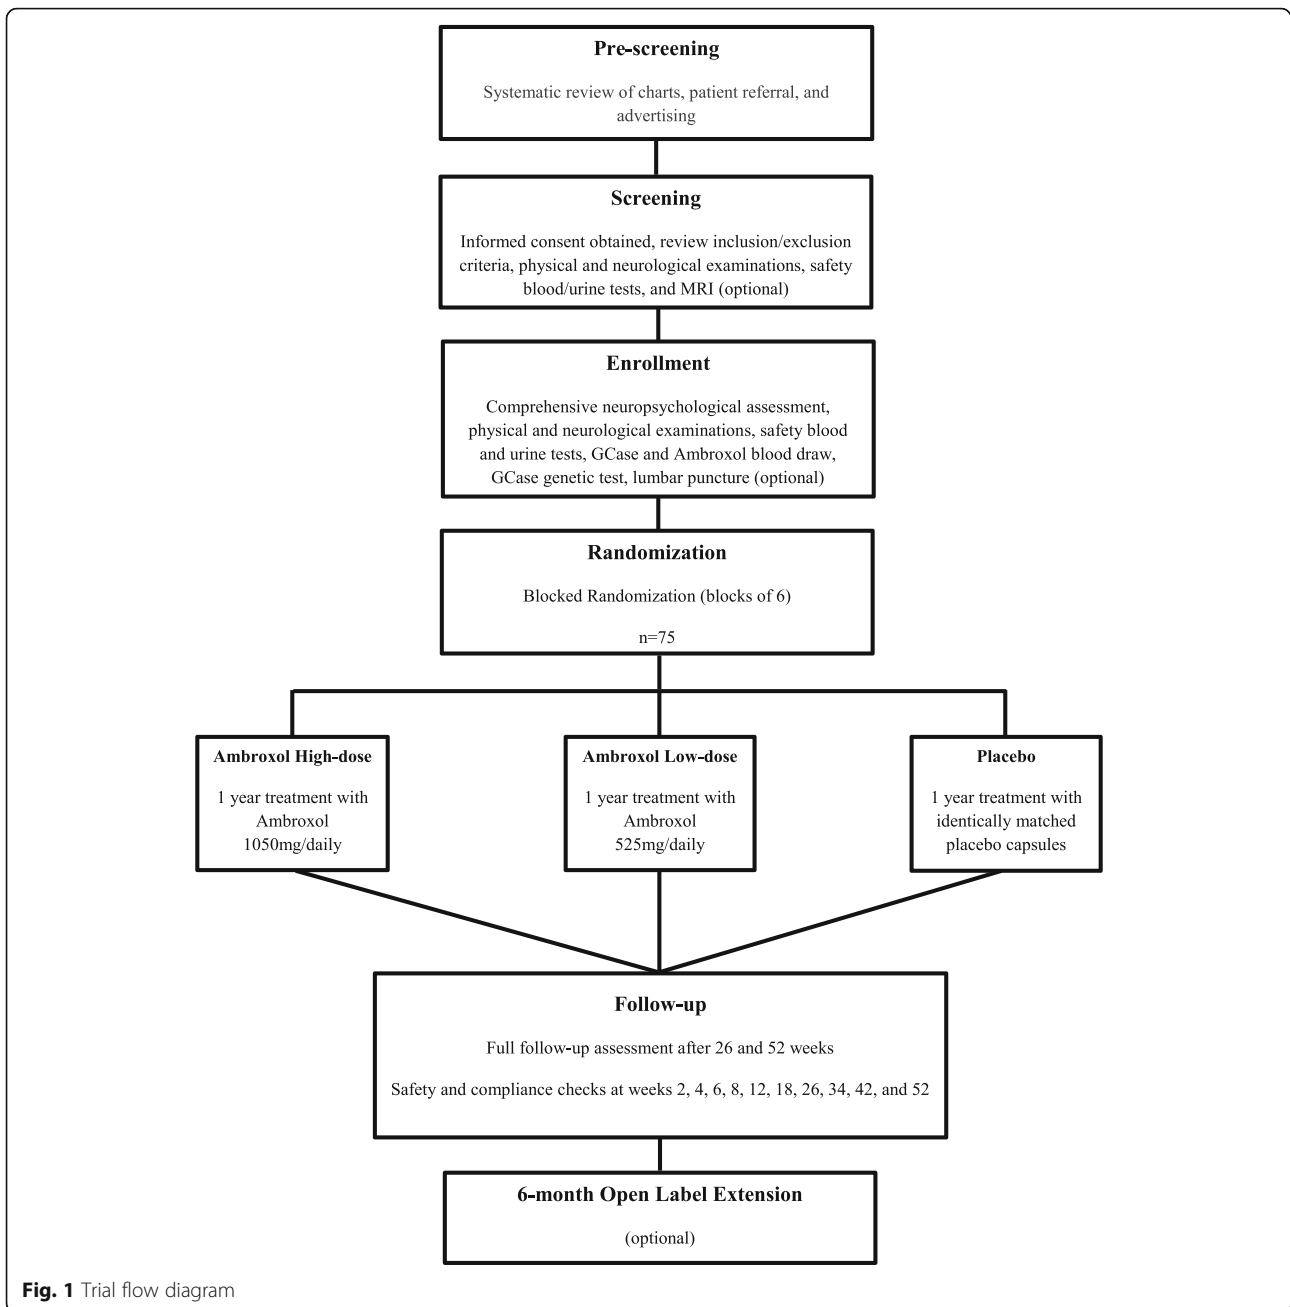 Pre-screening
Systematic review of charts, patient referral, and
advertising
Screening
Informed consent obtained, review inclusion/exclusion
criteria, physical and neurological examinations, safety
blood/urine tests, and MRI (optional)
Enrollment
Comprehensive neuropsychological assessment,
physical and neurological examinations, safety blood
and urine tests, GCase and Ambroxol blood draw,
GCase genetic test, lumbar puncture (optional)
Randomization
Blocked Randomization (blocks of 6)
n=75
Ambroxol High-dose
1 year treatment with
Ambroxol
1050mg/daily
Ambroxol Low-dose
1 year treatment with
Ambroxol
525mg/daily
Placebo
1 year treatment with
identically matched
placebo capsules
Follow-up
Full follow-up assessment after 26 and 52 weeks
Safety and compliance checks at weeks 2, 4, 6, 8, 12, 18, 26, 34, 42, and 52
6-month Open Label Extension
(optional)
Fig. 1 Trial flow diagram